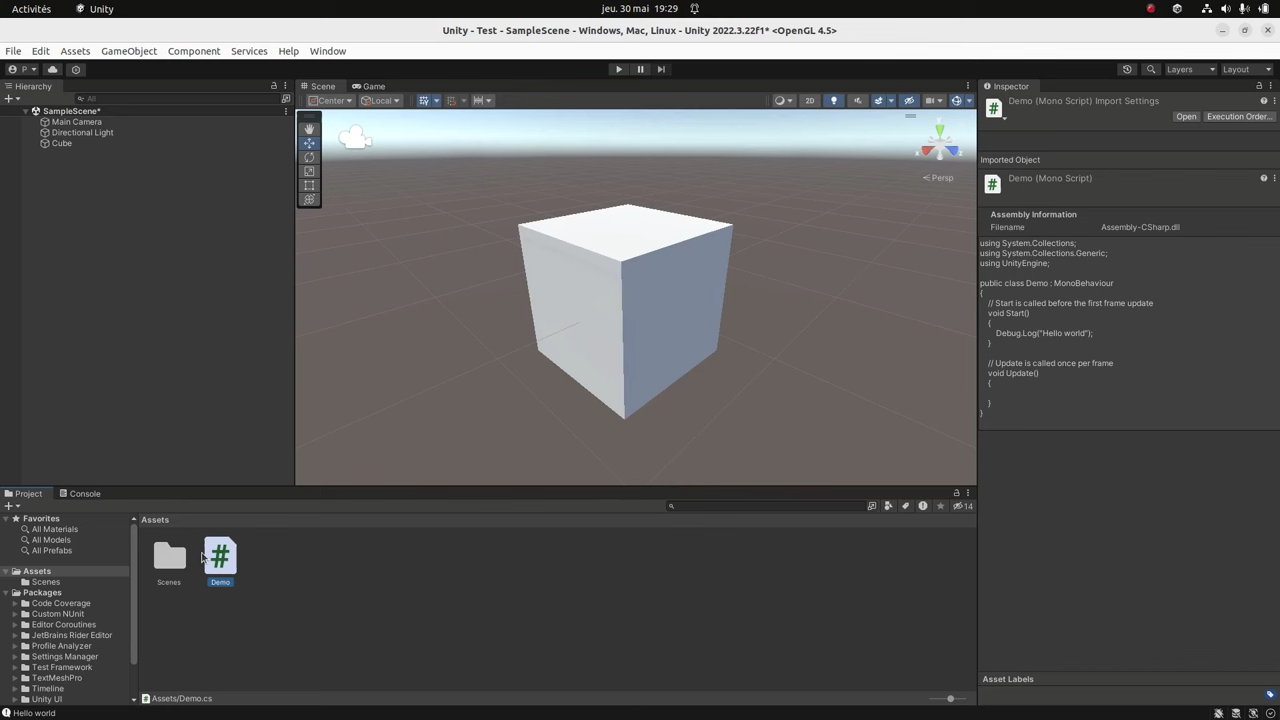 Activités Unity jeu. 30 mai 19:29
Unity - Test - SampleScene - Windows, Mac, Linux - Unity 2022.3.22f1* <OpenGL 4.5>
File Edit Assets GameObject Component Services Help Window
P Layers Layout
Hierarchy
All
SampleScene*
Main Camera
Directional Light
Cube
Scene Game
Center Local 2D
y
x z
Persp
Inspector
Demo (Mono Script) Import Settings
Open Execution Order...
Imported Object
Demo (Mono Script)
Assembly Information
Filename Assembly-CSharp.dll
using System.Collections;
using System.Collections.Generic;
using UnityEngine;
public class Demo : MonoBehaviour
{
// Start is called before the first frame update
void Start()
{
Debug.Log("Hello world");
}
// Update is called once per frame
void Update()
{
}
}
Asset Labels
Project Console
14
Favorites
All Materials
All Models
All Prefabs
Assets
Scenes
Packages
Code Coverage
Custom NUnit
Editor Coroutines
JetBrains Rider Editor
Profile Analyzer
Settings Manager
Test Framework
TextMeshPro
Timeline
Unity UI
Assets
#
Scenes Demo
Assets/Demo.cs
Hello world